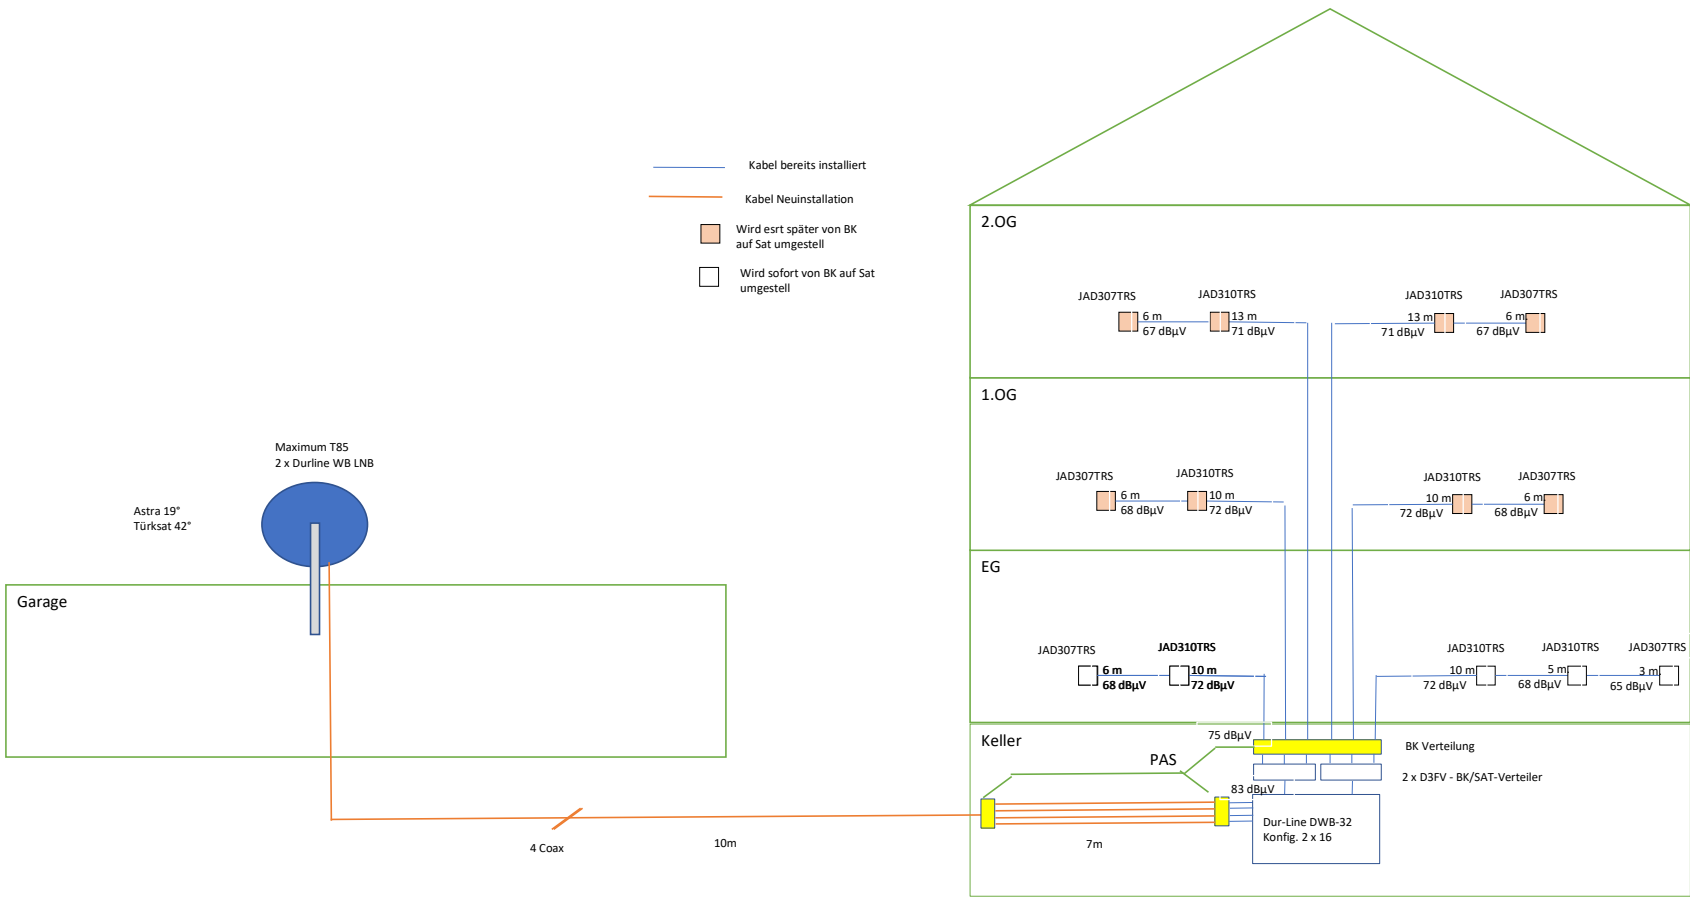 Kabel bereits installiert
Kabel Neuinstallation
Wird esrt später von BK
auf Sat umgestell
Wird sofort von BK auf Sat
umgestell
2.OG
JAD307TRS
JAD310TRS
JAD310TRS
JAD307TRS
6 m
67 dBµV
13 m
71 dBµV
13 m
71 dBµV
6 m
67 dBµV
1.OG
JAD307TRS
JAD310TRS
JAD310TRS
JAD307TRS
6 m
68 dBµV
10 m
72 dBµV
10 m
72 dBµV
6 m
68 dBµV
Maximum T85
2 x Durline WB LNB
Astra 19°
Türksat 42°
Garage
EG
JAD307TRS
JAD310TRS
JAD310TRS
JAD310TRS
JAD307TRS
6 m
68 dBµV
10 m
72 dBµV
10 m
72 dBµV
5 m
68 dBµV
3 m
65 dBµV
Keller
75 dBµV
BK Verteilung
PAS
2 x D3FV - BK/SAT-Verteiler
83 dBµV
Dur-Line DWB-32
Konfig. 2 x 16
4 Coax
10m
7m